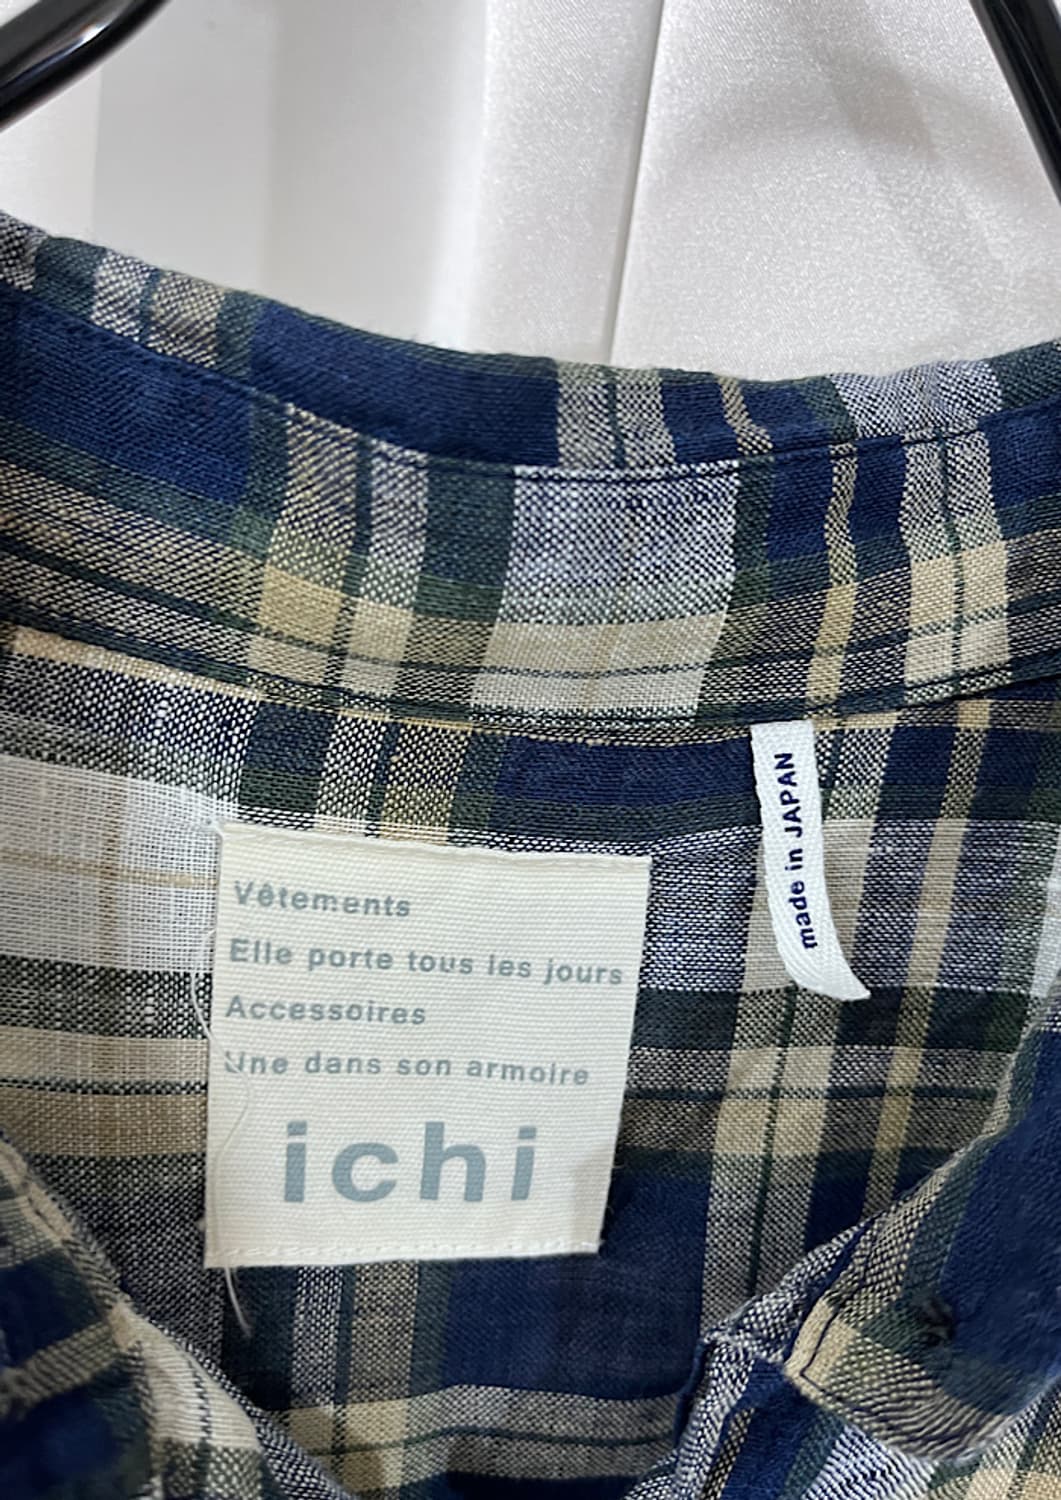 Vêtements
Elle porte tous les jours
Accessoires
Une dans son armoire
ichi
made in JAPAN